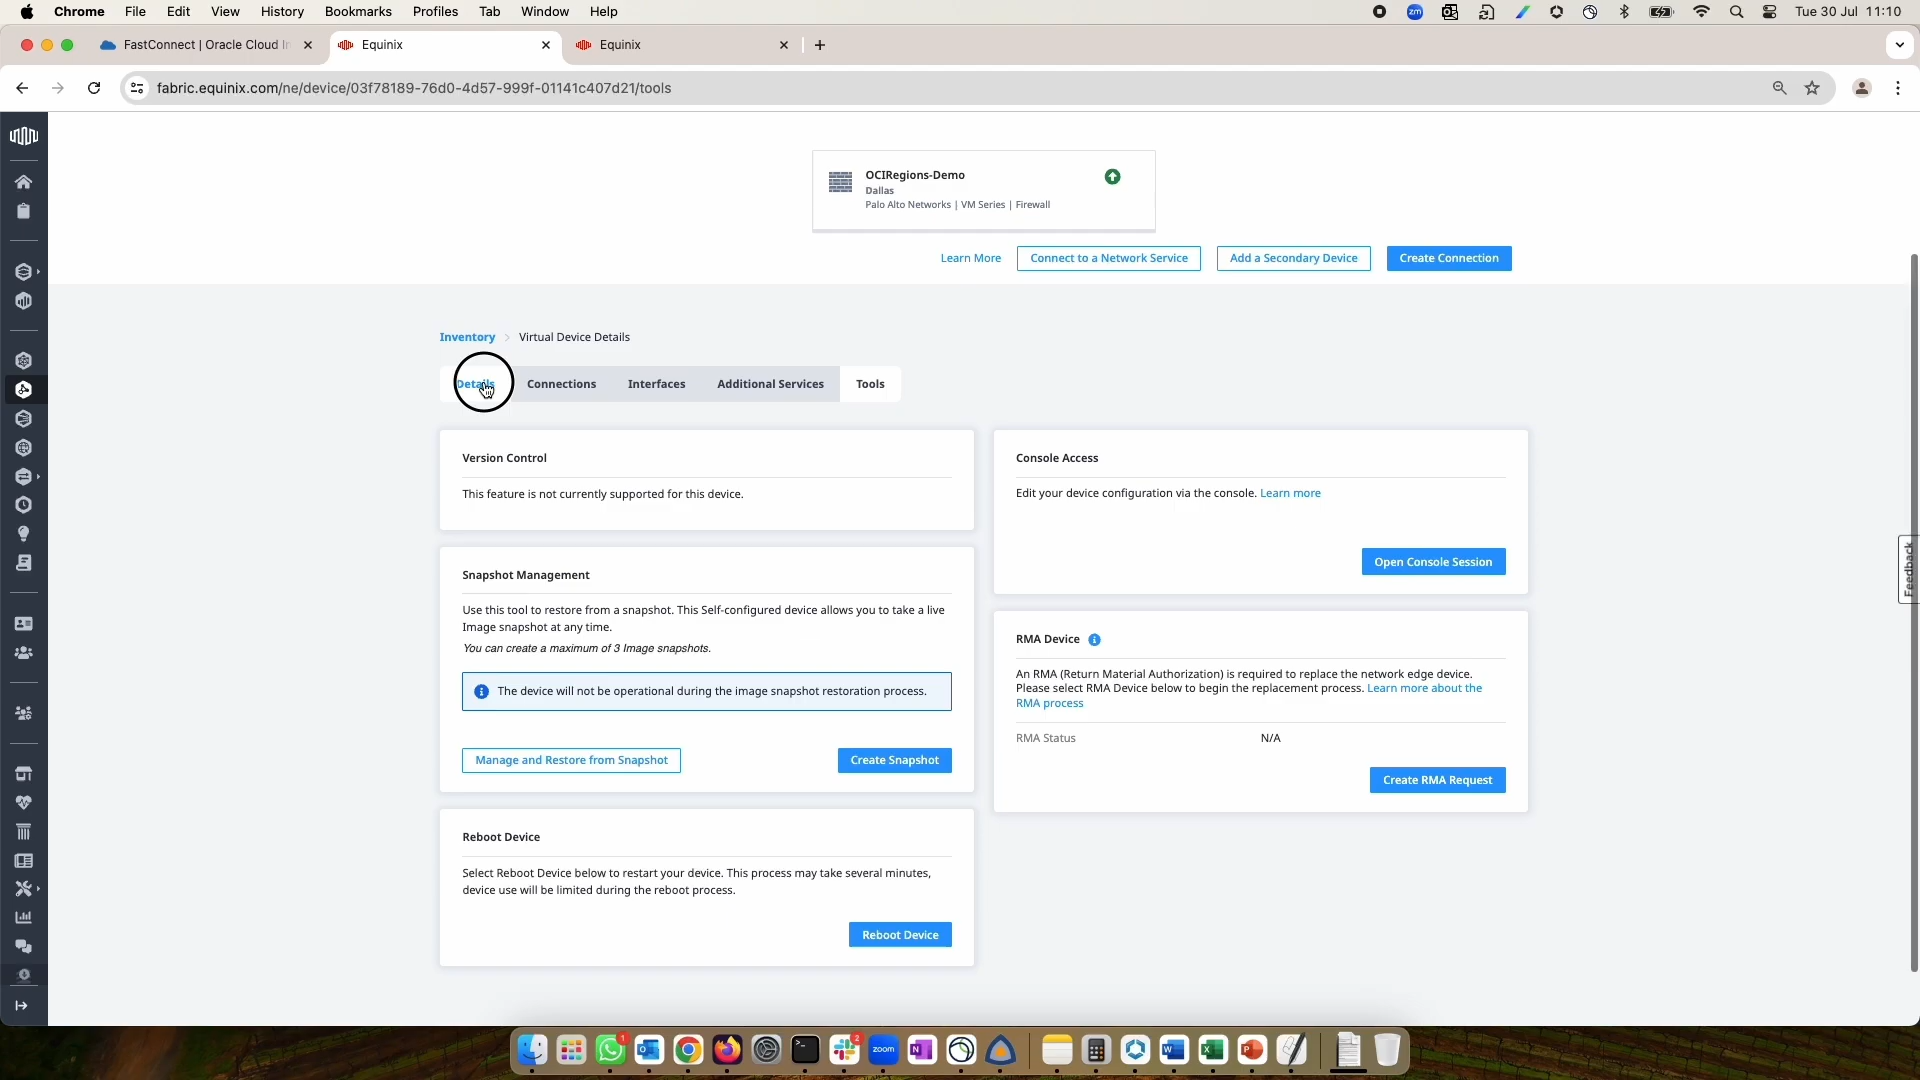 Chrome File Edit View History Bookmarks Profiles Tab Window Help
zm
Tue 30 Jul 11:10
FastConnect | Oracle Cloud In
Equinix
Equinix
fabric.equinix.com/ne/device/03f78189-76d0-4d57-999f-01141c407d21/tools
OCIRegions-Demo
Dallas
Palo Alto Networks | VM Series | Firewall
Learn More
Connect to a Network Service
Add a Secondary Device
Create Connection
Inventory > Virtual Device Details
Details
Connections
Interfaces
Additional Services
Tools
Version Control
This feature is not currently supported for this device.
Console Access
Edit your device configuration via the console. Learn more
Open Console Session
Snapshot Management
Use this tool to restore from a snapshot. This Self-configured device allows you to take a live
Image snapshot at any time.
You can create a maximum of 3 Image snapshots.
The device will not be operational during the image snapshot restoration process.
Manage and Restore from Snapshot
Create Snapshot
RMA Device
An RMA (Return Material Authorization) is required to replace the network edge device.
Please select RMA Device below to begin the replacement process. Learn more about the
RMA process
RMA Status
N/A
Create RMA Request
Reboot Device
Select Reboot Device below to restart your device. This process may take several minutes,
device use will be limited during the reboot process.
Reboot Device
Feedback
1
2
zoom